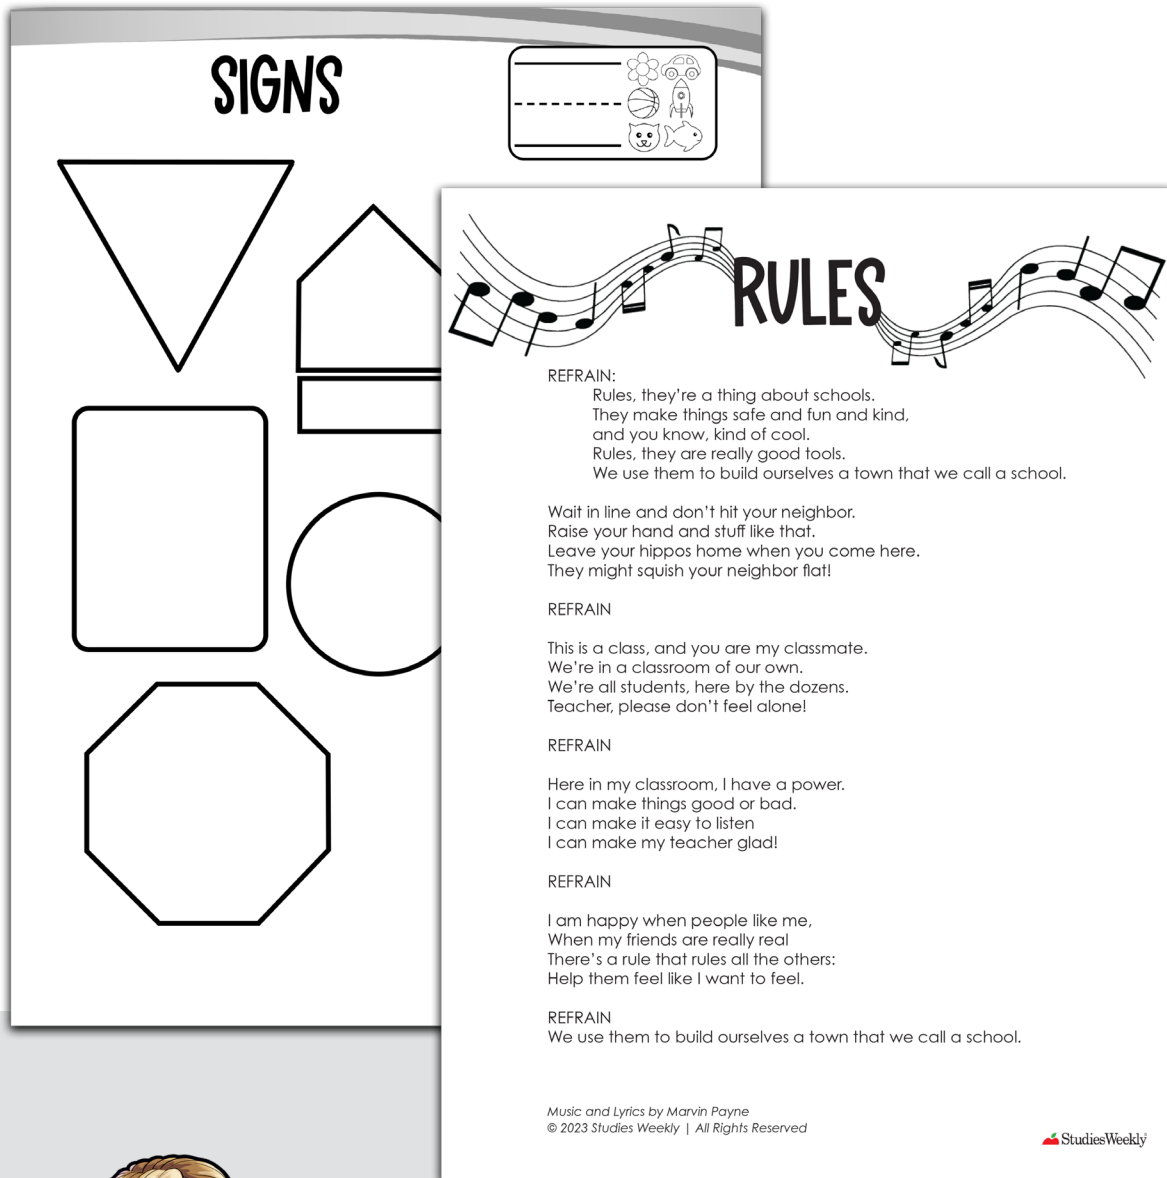 SIGNS
RULES
REFRAIN:
Rules, they're a thing about schools.
They make things safe and fun and kind,
and you know, kind of cool.
Rules, they are really good tools.
We use them to build ourselves a town that we call a school.
Wait in line and don't hit your neighbor.
Raise your hand and stuff like that.
Leave your hippos home when you come here.
They might squish your neighbor flat!
REFRAIN
This is a class, and you are my classmate.
We're in a classroom of our own.
We're all students, here by the dozens.
Teacher, please don't feel alone!
REFRAIN
Here in my classroom, I have a power.
I can make things good or bad.
I can make it easy to listen
I can make my teacher glad!
REFRAIN
I am happy when people like me,
When my friends are really real
There's a rule that rules all the others:
Help them feel like I want to feel.
REFRAIN
We use them to build ourselves a town that we call a school.
Music and Lyrics by Marvin Payne
© 2023 Studies Weekly | All Rights Reserved
StudiesWeekly